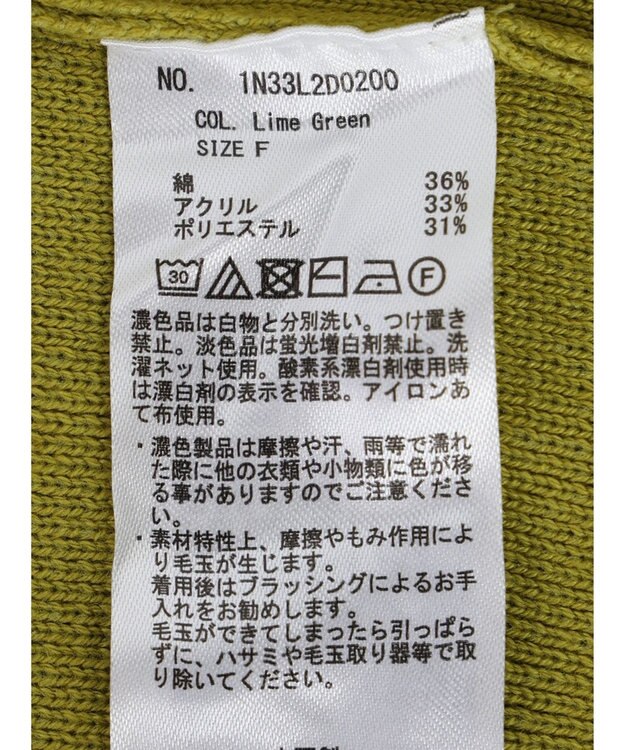 NO. 1N33L2D0200
COL. Lime Green
SIZE F
綿 36%
アクリル 33%
ポリエステル 31%
30 F
濃色品は白物と分別洗い。つけ置き
禁止。淡色品は蛍光増白剤禁止。洗
濯ネット使用。酸素系漂白剤使用時
は漂白剤の表示を確認。アイロンあ
て布使用。
・濃色製品は摩擦や汗、雨等で濡れ
た際に他の衣類や小物類に色が移
る事がありますのでご注意くださ
い。
・素材特性上、摩擦やもみ作用によ
り毛玉が生じます。
着用後はブラッシングによるお手
入れをお勧めします。
毛玉ができてしまったら引っぱら
ずに、ハサミや毛玉取り器等で取
り除いてください。